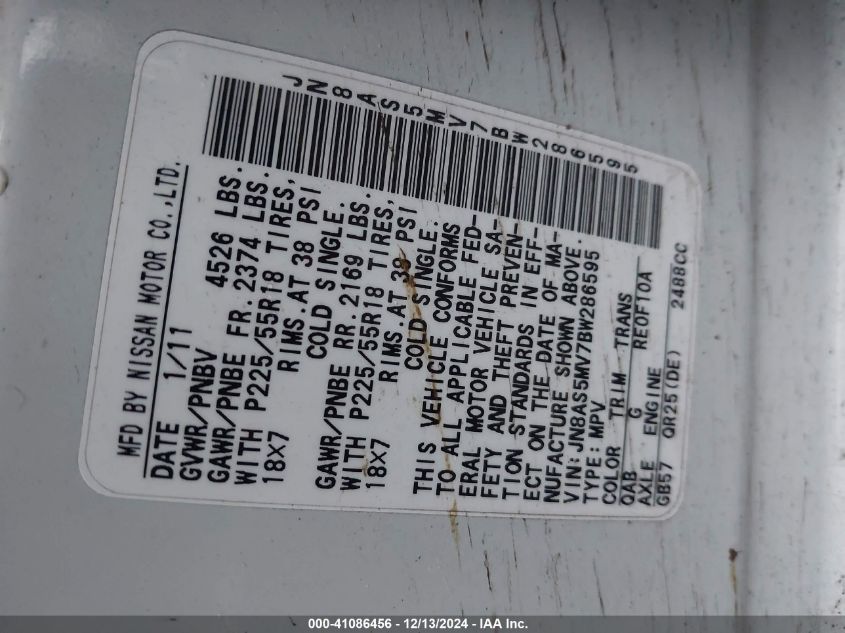 JN8AS5MV7BW286595
MFD BY NISSAN MOTOR CO.,LTD.
DATE 1/11
GVWR/PNBV 4526 LBS.
GAWR/PNBE FR.2374 LBS.
WITH P225/55R18 TIRES,
18X7 RIMS.AT 38 PSI
COLD SINGLE.
GAWR/PNBE RR.2169 LBS.
WITH P225/55R18 TIRES,
18X7 RIMS.AT 38 PSI
COLD SINGLE.
THIS VEHICLE CONFORMS
TO ALL APPLICABLE FED-
ERAL MOTOR VEHICLE SA-
FETY AND THEFT PREVEN-
TION STANDARDS IN EFF-
ECT ON THE DATE OF MA-
NUFACTURE SHOWN ABOVE.
VIN:JN8AS5MV7BW286595
TYPE:MPV
COLOR TRIM TRANS
QAB G RE0F10A
AXLE ENGINE
GB57 QR25(DE) 2488CC
000-41086456 - 12/13/2024 - IAA Inc.